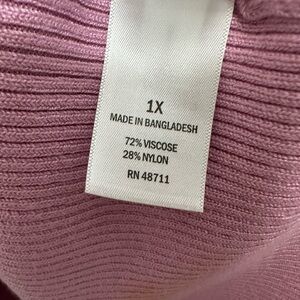 1X
MADE IN BANGLADESH
72% VISCOSE
28% NYLON
RN 48711